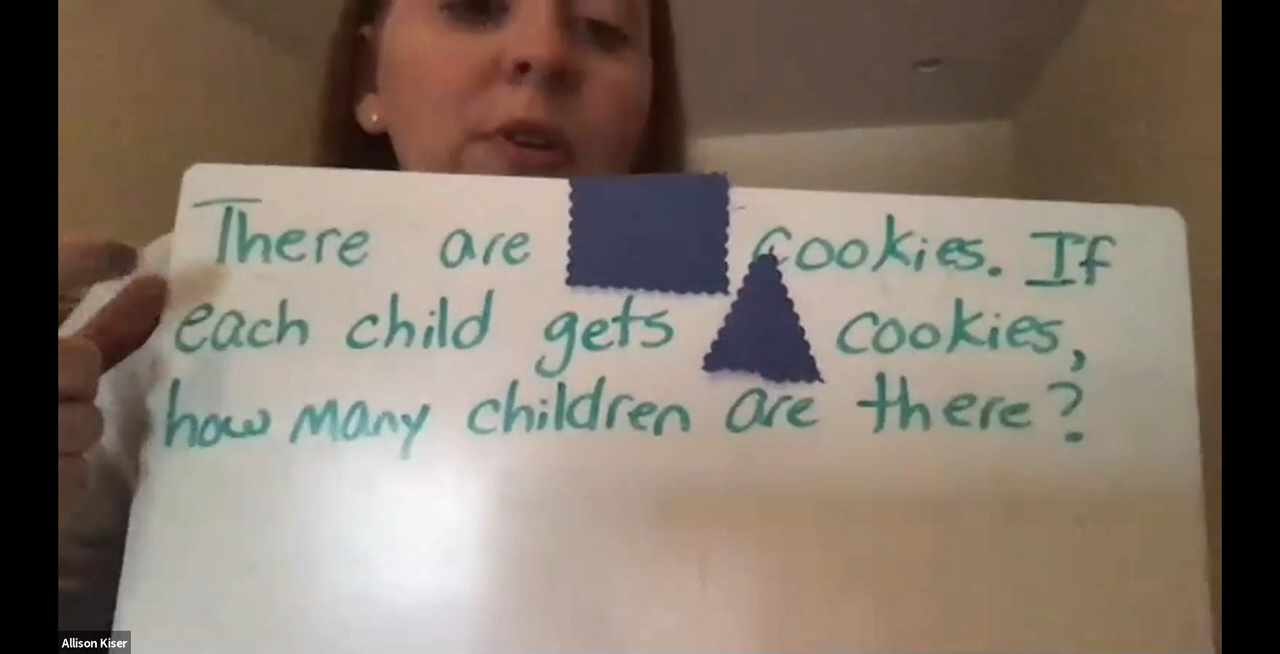 There are cookies. If
each child gets cookies,
how many children are there?
Allison Kiser